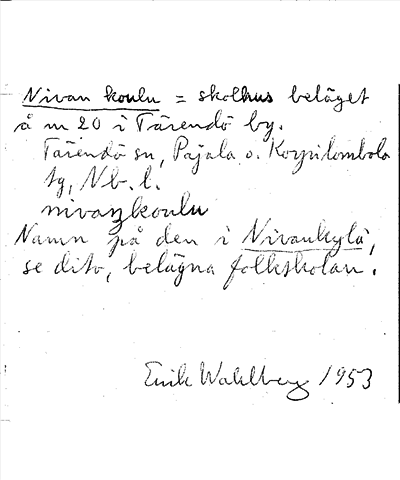 Nivan koulu = skolhus beläget
å m 20 i Tärendö by.
Tärendö sn, Pajala o. Korpilombolo
tg, Nb. l.
nivaŋkoulu
Namn på den i Nivankylä,
se dito, belägna folkskolan.
Erik Wahlberg 1953